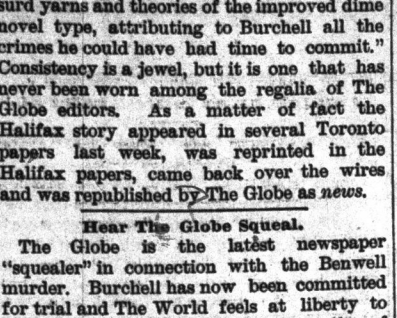 surd yarns and theories of the improved dime
novel type, attributing to Burchell all the
crimes he could have had time to commit."
Consistency is a jewel, but it is one that has
never been worn among the regalia of The
Globe editors. As a matter of fact the
Halifax story appeared in several Toronto
papers last week, was reprinted in the
Halifax papers, came back over the wires
and was republished by The Globe as news.
Hear The Globe Squeal.
The Globe is the latest newspaper
"squealer" in connection with the Benwell
murder. Burchell has now been committed
for trial and The World feels at liberty to